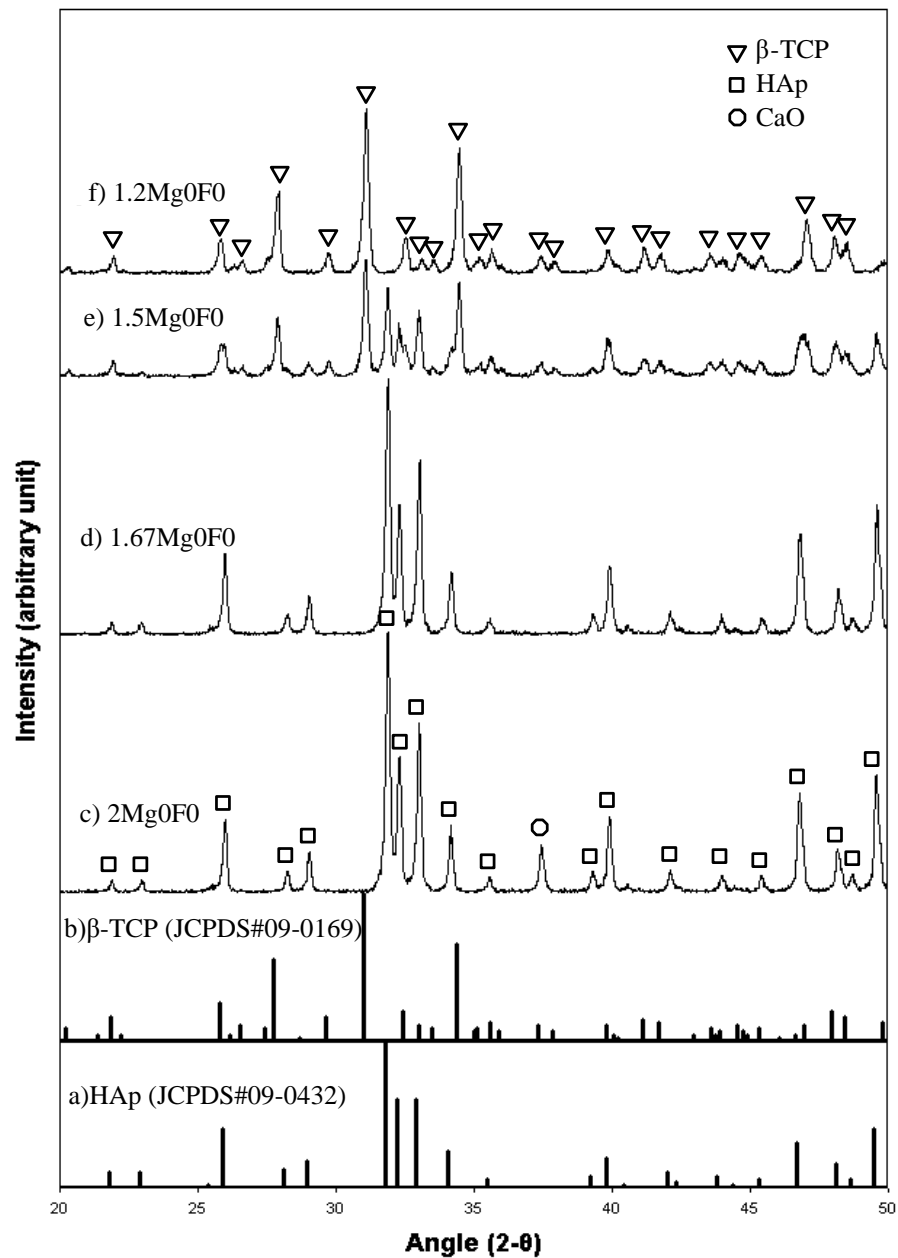 β-TCP
HAp
CaO
f) 1.2Mg0F0
e) 1.5Mg0F0
d) 1.67Mg0F0
c) 2Mg0F0
b)β-TCP (JCPDS#09-0169)
a)HAp (JCPDS#09-0432)
Intensity (arbitrary unit)
20 25 30 35 40 45 50
Angle (2-θ)